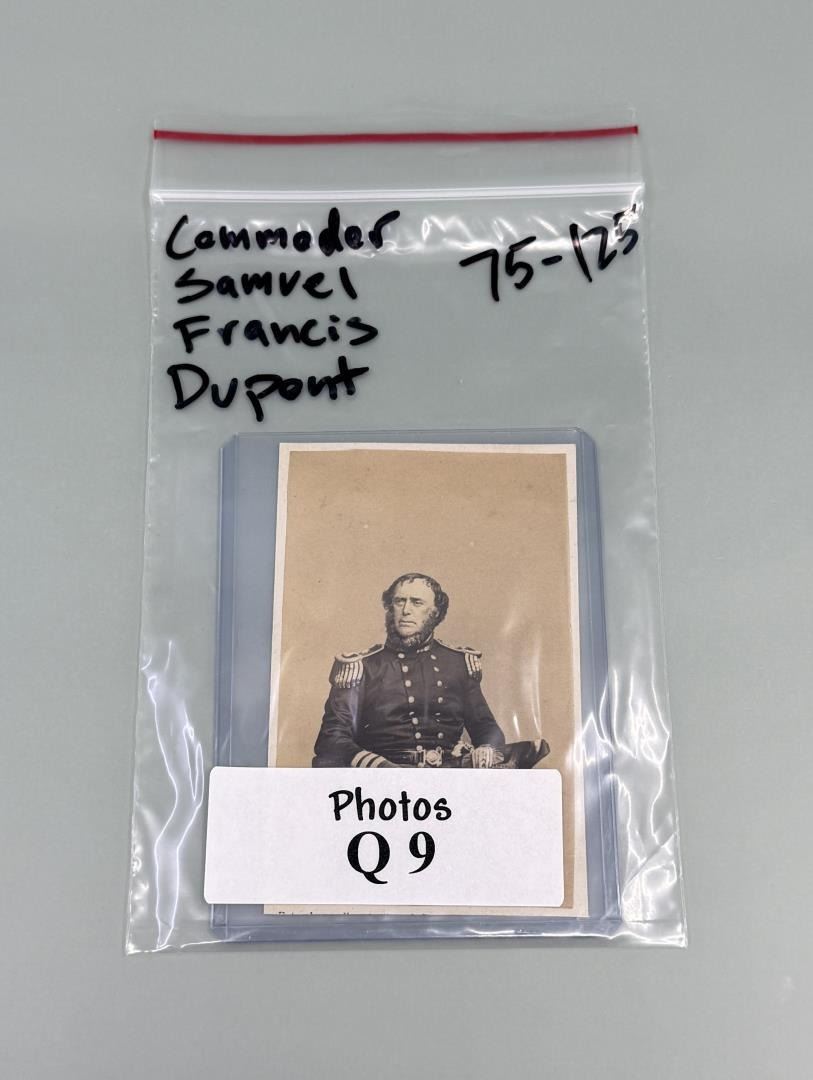 Commoder
Samuel
Francis
Dupont
75-125
Photos
Q 9